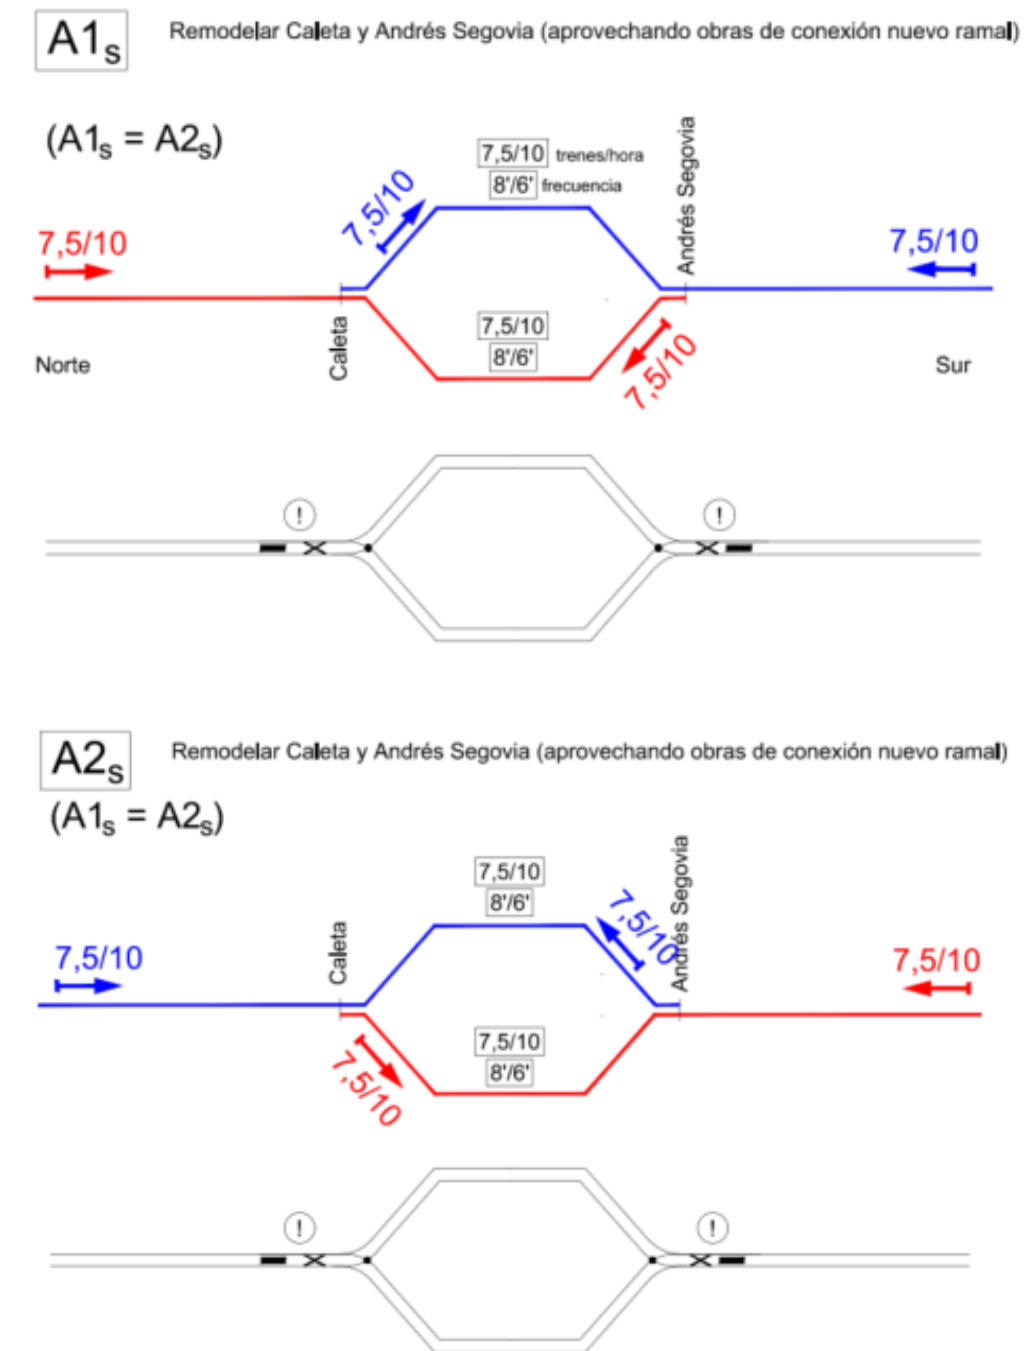 A1s
Remodelar Caleta y Andrés Segovia (aprovechando obras de conexión nuevo ramal)
(A1s = A2s)
7,5/10 trenes/hora
8'/6' frecuencia
Andrés Segovia
7,5/10
7,5/10
7,5/10
Caleta
7,5/10
8'/6'
7,5/10
Norte
Sur
!
!
A2s
Remodelar Caleta y Andrés Segovia (aprovechando obras de conexión nuevo ramal)
(A1s = A2s)
7,5/10
8'/6'
Andrés Segovia
Caleta
7,5/10
7,5/10
7,5/10
7,5/10
8'/6'
7,5/10
!
!